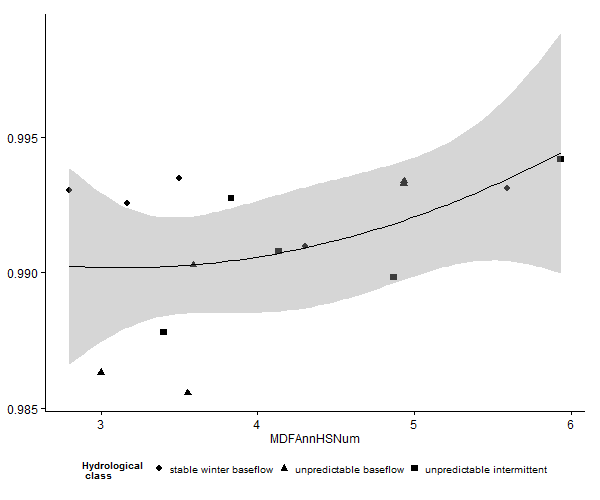 0.995
0.990
0.985
3 4 5 6
MDFAnnHSNum
Hydrological
class
stable winter baseflow unpredictable baseflow unpredictable intermittent